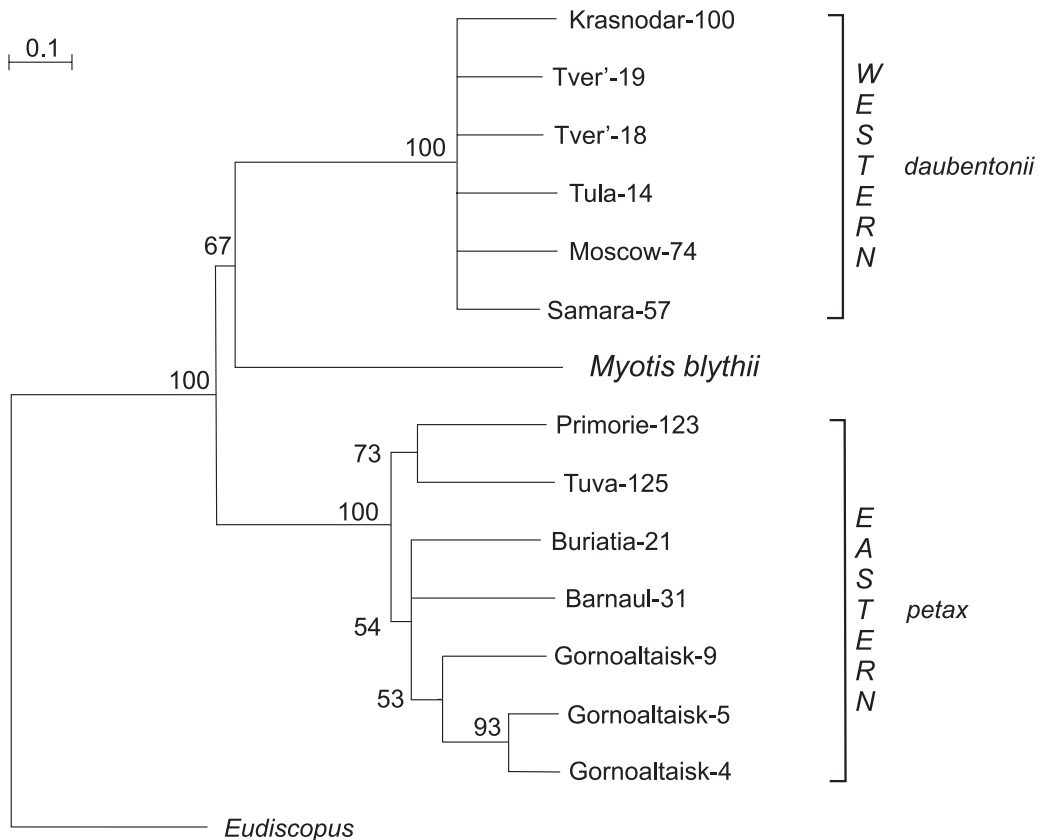 0.1
Krasnodar-100
Tver’-19
Tver’-18
100
Tula-14
Moscow-74
Samara-57
WESTERN
daubentonii
67
Myotis blythii
100
Primorie-123
73
Tuva-125
100
Buriatia-21
Barnaul-31
54
Gornoaltaisk-9
53
Gornoaltaisk-5
93
Gornoaltaisk-4
EASTERN
petax
Eudiscopus